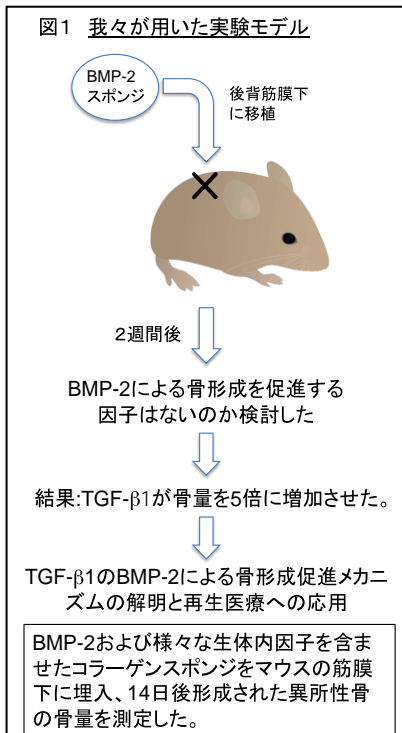 図1 我々が用いた実験モデル
BMP-2
スポンジ
後背筋膜下
に移植
2週間後
BMP-2による骨形成を促進する
因子はないのか検討した
結果:TGF-β1が骨量を5倍に増加させた。
TGF-β1のBMP-2による骨形成促進メカニ
ズムの解明と再生医療への応用
BMP-2および様々な生体内因子を含ま
せたコラーゲンスポンジをマウスの筋膜
下に埋入、14日後形成された異所性骨
の骨量を測定した。